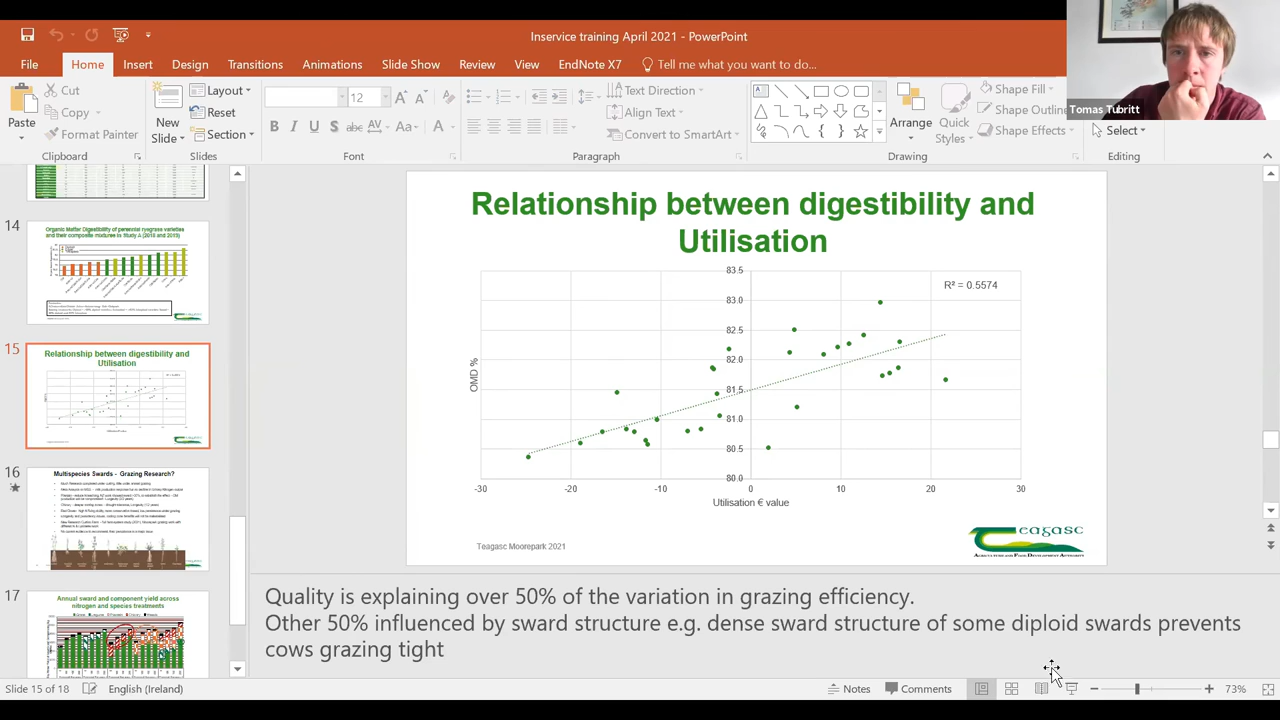 Inservice training April 2021 - PowerPoint
File Home Insert Design Transitions Animations Slide Show Review View EndNote X7 Tell me what you want to do...
Tomas Tubritt
Paste
Cut
Copy
Format Painter
Clipboard
New Slide
Layout
Reset
Section
Slides
12
Font
Text Direction
Align Text
Convert to SmartArt
Paragraph
Arrange
Quick Styles
Shape Fill
Shape Outline
Shape Effects
Drawing
Select
Editing
14
Organic Matter Digestibility of perennial ryegrass varieties
and their composite mixtures in Study A (2018 and 2019)
15
Relationship between digestibility and
Utilisation
16
Multispecies Swards - Grazing Research?
17
Annual sward and component yield across
nitrogen and species treatments
Relationship between digestibility and
Utilisation
83.5
R² = 0.5574
83.0
82.5
82.0
OMD %
81.5
81.0
80.5
80.0
-30 -20 -10 0 10 20 30
Utilisation € value
Teagasc Moorepark 2021
Teagasc
Agriculture and Food Development Authority
Quality is explaining over 50% of the variation in grazing efficiency.
Other 50% influenced by sward structure e.g. dense sward structure of some diploid swards prevents
cows grazing tight
Slide 15 of 18 English (Ireland) Notes Comments 73%